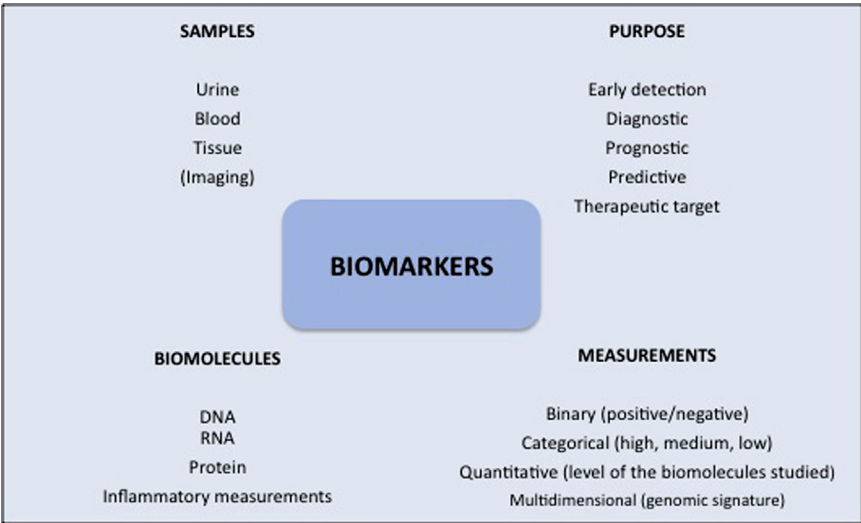 SAMPLES
Urine
Blood
Tissue
(Imaging)
PURPOSE
Early detection
Diagnostic
Prognostic
Predictive
Therapeutic target
BIOMARKERS
BIOMOLECULES
DNA
RNA
Protein
Inflammatory measurements
MEASUREMENTS
Binary (positive/negative)
Categorical (high, medium, low)
Quantitative (level of the biomolecules studied)
Multidimensional (genomic signature)